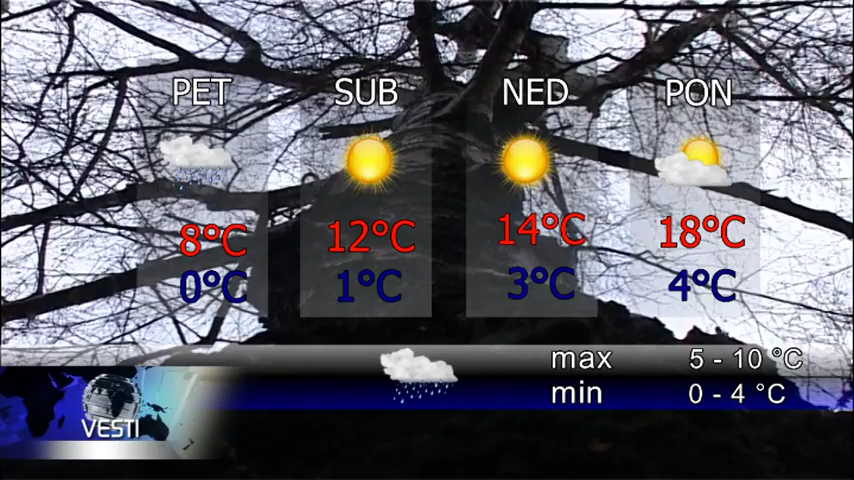 PET SUB NED PON
8°C 12°C 14°C 18°C
0°C 1°C 3°C 4°C
max 5 - 10 °C
min 0 - 4 °C
VESTI